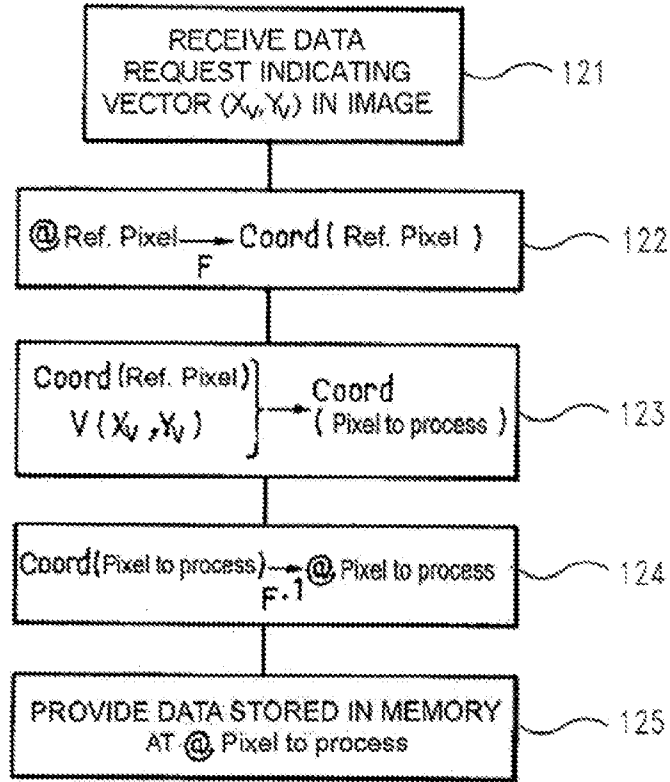 RECEIVE DATA
REQUEST INDICATING
VECTOR (XV,YV) IN IMAGE
121
@ Ref. Pixel → Coord( Ref. Pixel )
F
122
Coord(Ref. Pixel)
V(XV,YV)
} → Coord
( Pixel to process )
123
Coord(Pixel to process) → @ Pixel to process
F-1
124
PROVIDE DATA STORED IN MEMORY
AT @ Pixel to process
125